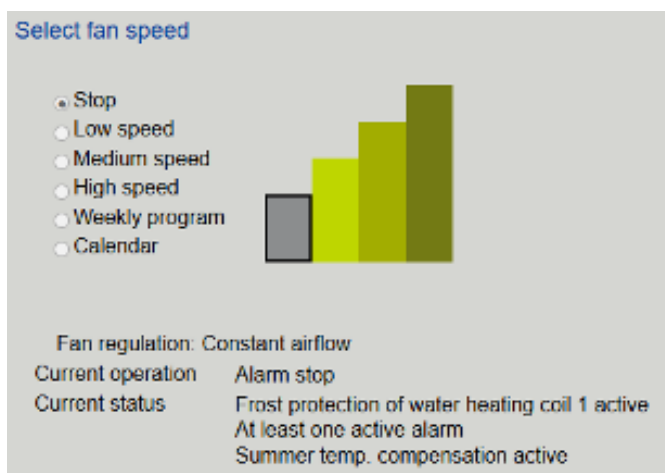 Select fan speed
Stop
Low speed
Medium speed
High speed
Weekly program
Calendar
Fan regulation: Constant airflow
Current operation Alarm stop
Current status Frost protection of water heating coil 1 active
At least one active alarm
Summer temp. compensation active